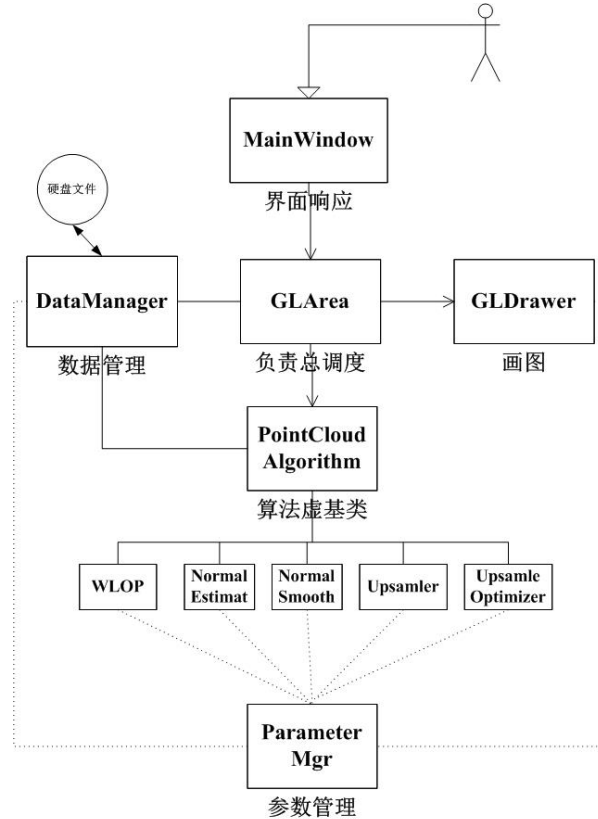 MainWindow
界面响应
硬盘文件
DataManager
数据管理
GLArea
负责总调度
GLDrawer
画图
PointCloud
Algorithm
算法虚基类
WLOP
Normal
Estimat
Normal
Smooth
Upsamler
Upsamle
Optimizer
Parameter
Mgr
参数管理